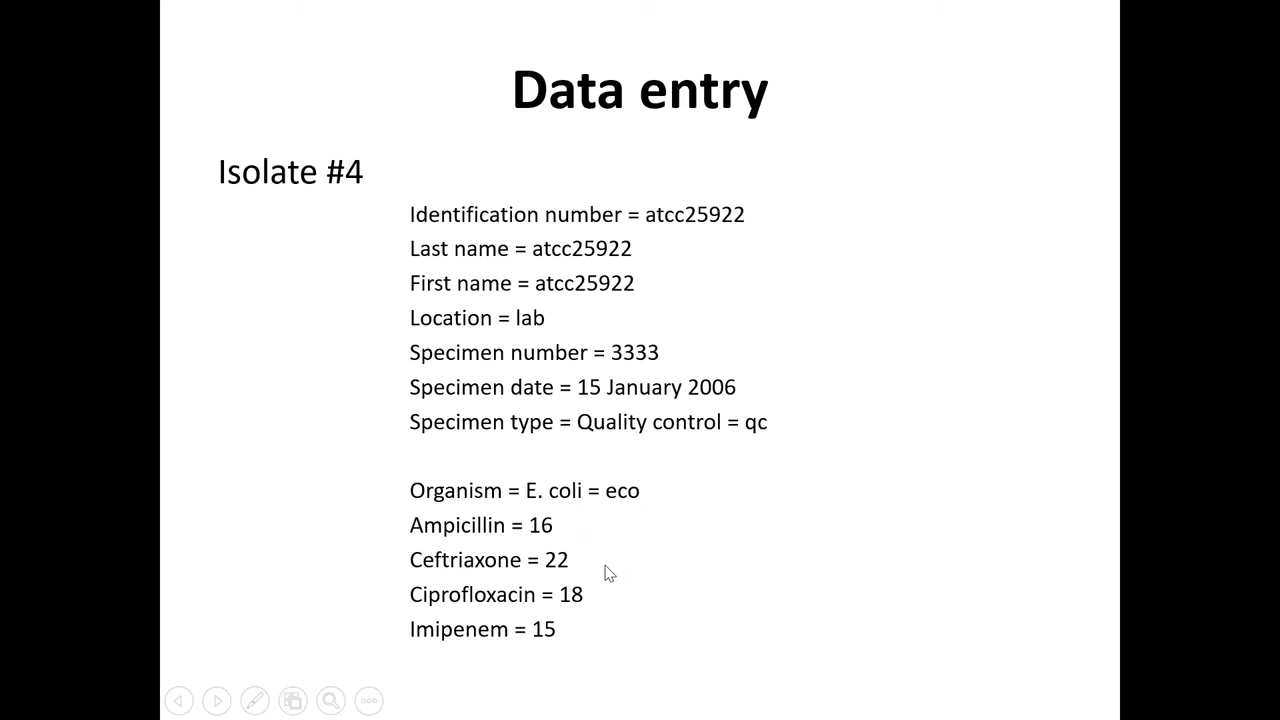 Data entry
Isolate #4
Identification number = atcc25922
Last name = atcc25922
First name = atcc25922
Location = lab
Specimen number = 3333
Specimen date = 15 January 2006
Specimen type = Quality control = qc
Organism = E. coli = eco
Ampicillin = 16
Ceftriaxone = 22
Ciprofloxacin = 18
Imipenem = 15